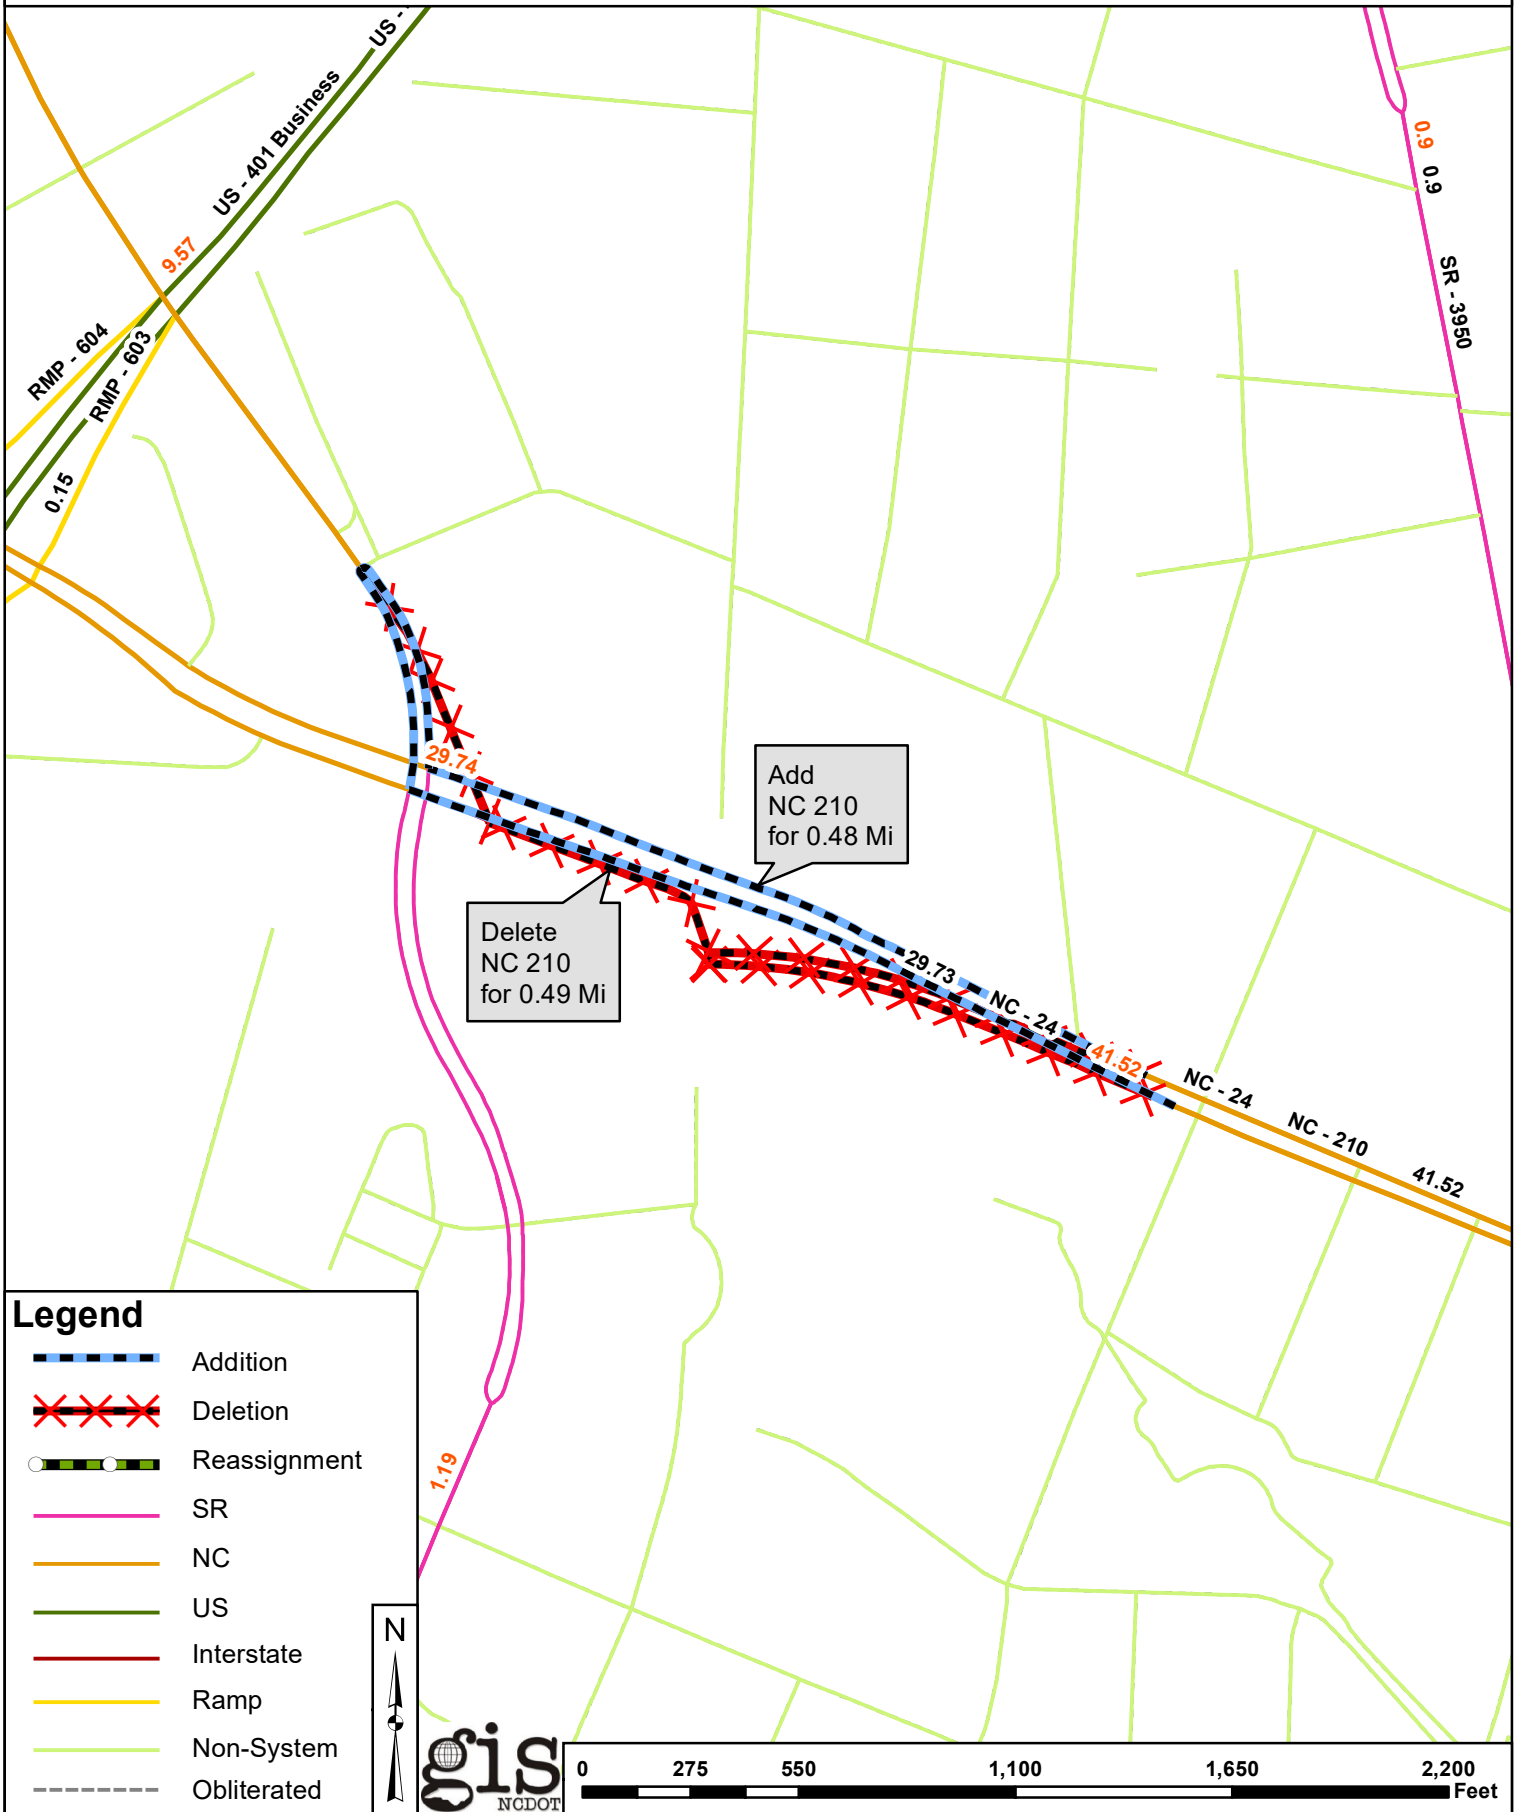 US -
US - 401 Business
0.9
0.9
9.57
SR - 3950
RMP - 604
RMP - 603
0.15
29.74
Add
NC 210
for 0.48 Mi
Delete
NC 210
for 0.49 Mi
29.73
NC - 24
41.52
NC - 24
NC - 210
41.52
1.19
Legend
Addition
Deletion
Reassignment
SR
NC
US
Interstate
Ramp
Non-System
Obliterated
N
gis
NCDOT
0 275 550 1,100 1,650 2,200
Feet